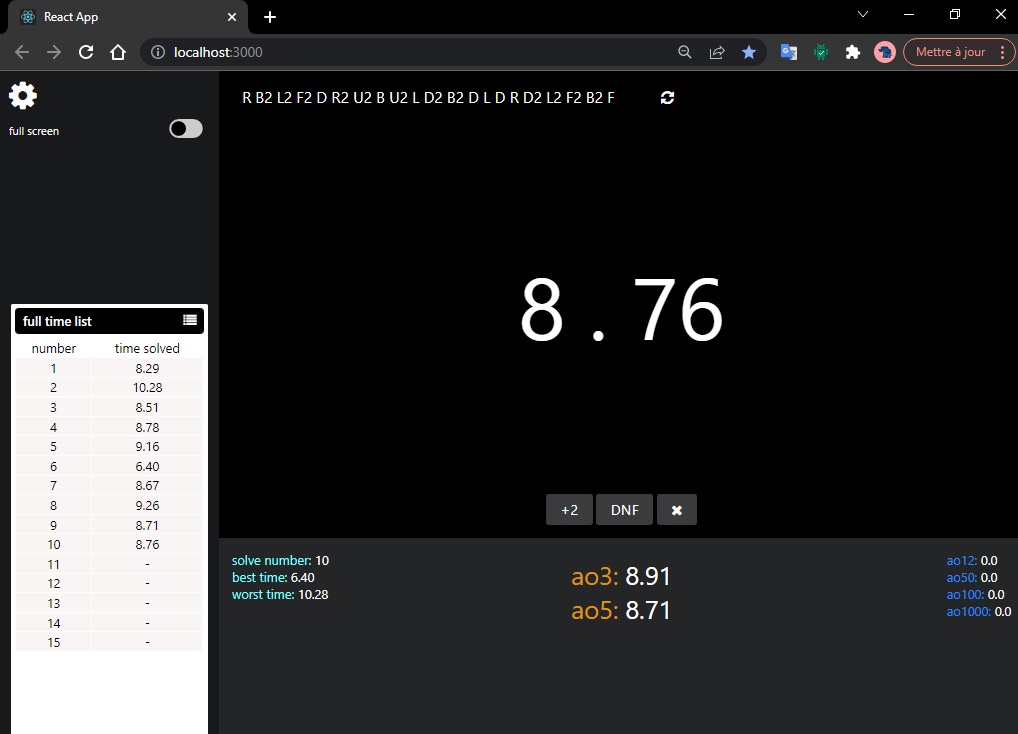 React App
localhost:3000
Mettre à jour
full screen
R B2 L2 F2 D R2 U2 B U2 L D2 B2 D L D R D2 L2 F2 B2 F
8 . 76
+2 DNF
full time list
number time solved
1 8.29
2 10.28
3 8.51
4 8.78
5 9.16
6 6.40
7 8.67
8 9.26
9 8.71
10 8.76
11 -
12 -
13 -
14 -
15 -
solve number: 10
best time: 6.40
worst time: 10.28
ao3: 8.91
ao5: 8.71
ao12: 0.0
ao50: 0.0
ao100: 0.0
ao1000: 0.0